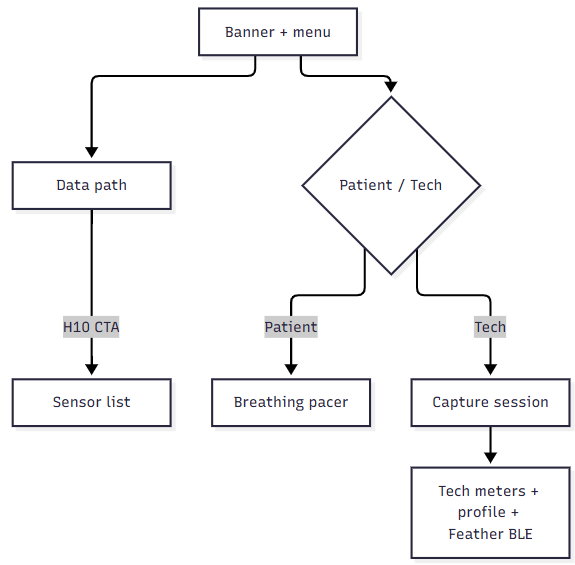 Banner + menu
Data path
Patient / Tech
H10 CTA
Patient
Tech
Sensor list
Breathing pacer
Capture session
Tech meters +
profile +
Feather BLE